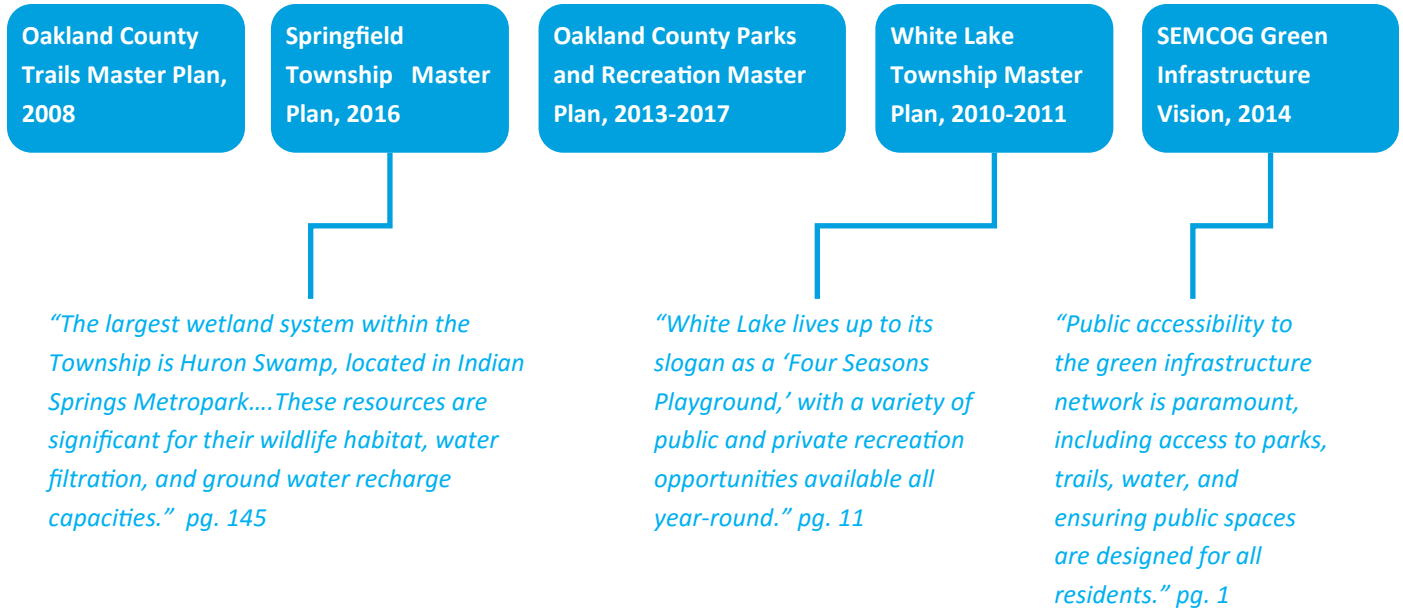 Oakland County
Trails Master Plan,
2008
Springfield
Township Master
Plan, 2016
Oakland County Parks
and Recreation Master
Plan, 2013-2017
White Lake
Township Master
Plan, 2010-2011
SEMCOG Green
Infrastructure
Vision, 2014
“The largest wetland system within the
Township is Huron Swamp, located in Indian
Springs Metropark....These resources are
significant for their wildlife habitat, water
filtration, and ground water recharge
capacities.” pg. 145
“White Lake lives up to its
slogan as a ‘Four Seasons
Playground,’ with a variety of
public and private recreation
opportunities available all
year-round.” pg. 11
“Public accessibility to
the green infrastructure
network is paramount,
including access to parks,
trails, water, and
ensuring public spaces
are designed for all
residents.” pg. 1